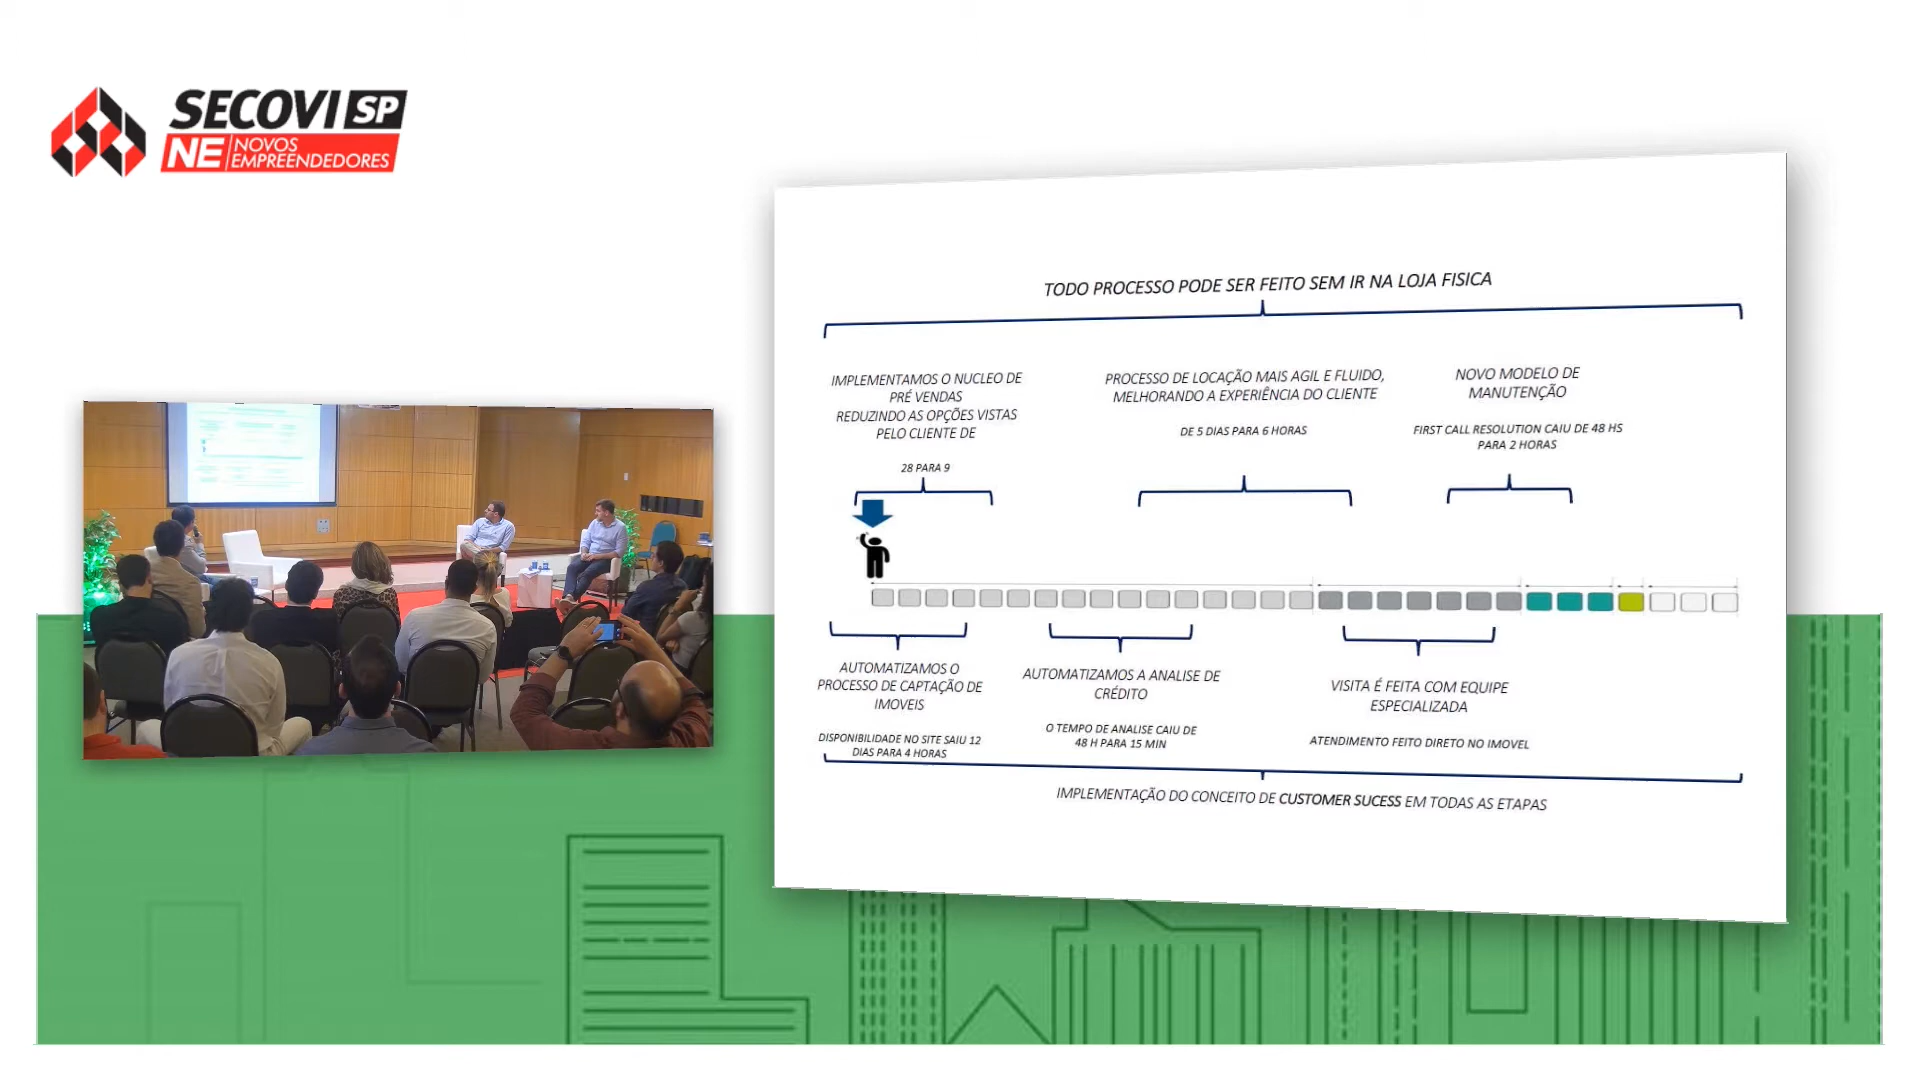 SECOVI SP
NE NOVOS
EMPREENDEDORES
TODO PROCESSO PODE SER FEITO SEM IR NA LOJA FISICA
IMPLEMENTAMOS O NUCLEO DE
PRÉ VENDAS
REDUZINDO AS OPÇÕES VISTAS
PELO CLIENTE DE
28 PARA 9
PROCESSO DE LOCAÇÃO MAIS AGIL E FLUIDO,
MELHORANDO A EXPERIÊNCIA DO CLIENTE
DE 5 DIAS PARA 6 HORAS
NOVO MODELO DE
MANUTENÇÃO
FIRST CALL RESOLUTION CAIU DE 48 HS
PARA 2 HORAS
AUTOMATIZAMOS O
PROCESSO DE CAPTAÇÃO DE
IMOVEIS
DISPONIBILIDADE NO SITE SAIU 12
DIAS PARA 4 HORAS
AUTOMATIZAMOS A ANALISE DE
CRÉDITO
O TEMPO DE ANALISE CAIU DE
48 H PARA 15 MIN
VISITA É FEITA COM EQUIPE
ESPECIALIZADA
ATENDIMENTO FEITO DIRETO NO IMOVEL
IMPLEMENTAÇÃO DO CONCEITO DE CUSTOMER SUCESS EM TODAS AS ETAPAS